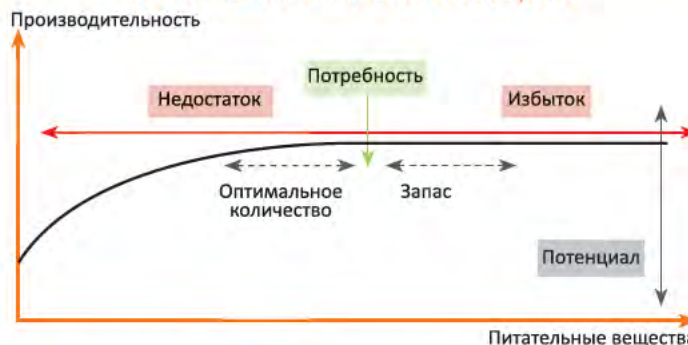 Производительность
Потребность
Недостаток
Избыток
Оптимальное
количество
Запас
Потенциал
Питательные вещества